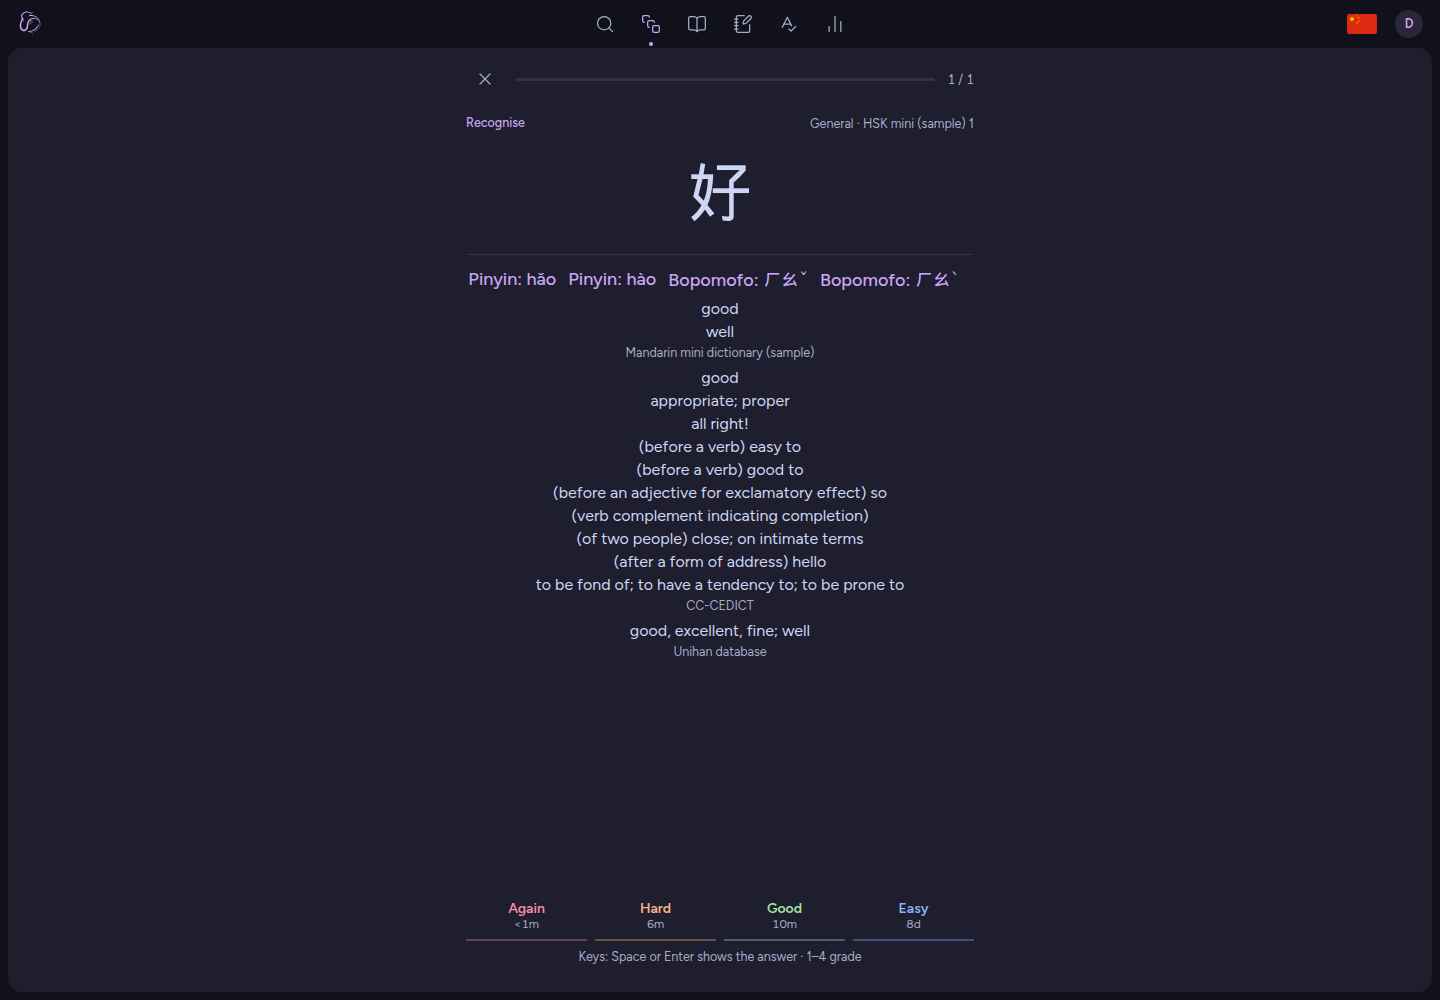 D
1 / 1
Recognise
General · HSK mini (sample) 1
好
Pinyin: hǎo Pinyin: hào Bopomofo: ㄏㄠˇ Bopomofo: ㄏㄠˋ
good
well
Mandarin mini dictionary (sample)
good
appropriate; proper
all right!
(before a verb) easy to
(before a verb) good to
(before an adjective for exclamatory effect) so
(verb complement indicating completion)
(of two people) close; on intimate terms
(after a form of address) hello
to be fond of; to have a tendency to; to be prone to
CC-CEDICT
good, excellent, fine; well
Unihan database
Again Hard Good Easy
<1m 6m 10m 8d
Keys: Space or Enter shows the answer · 1–4 grade